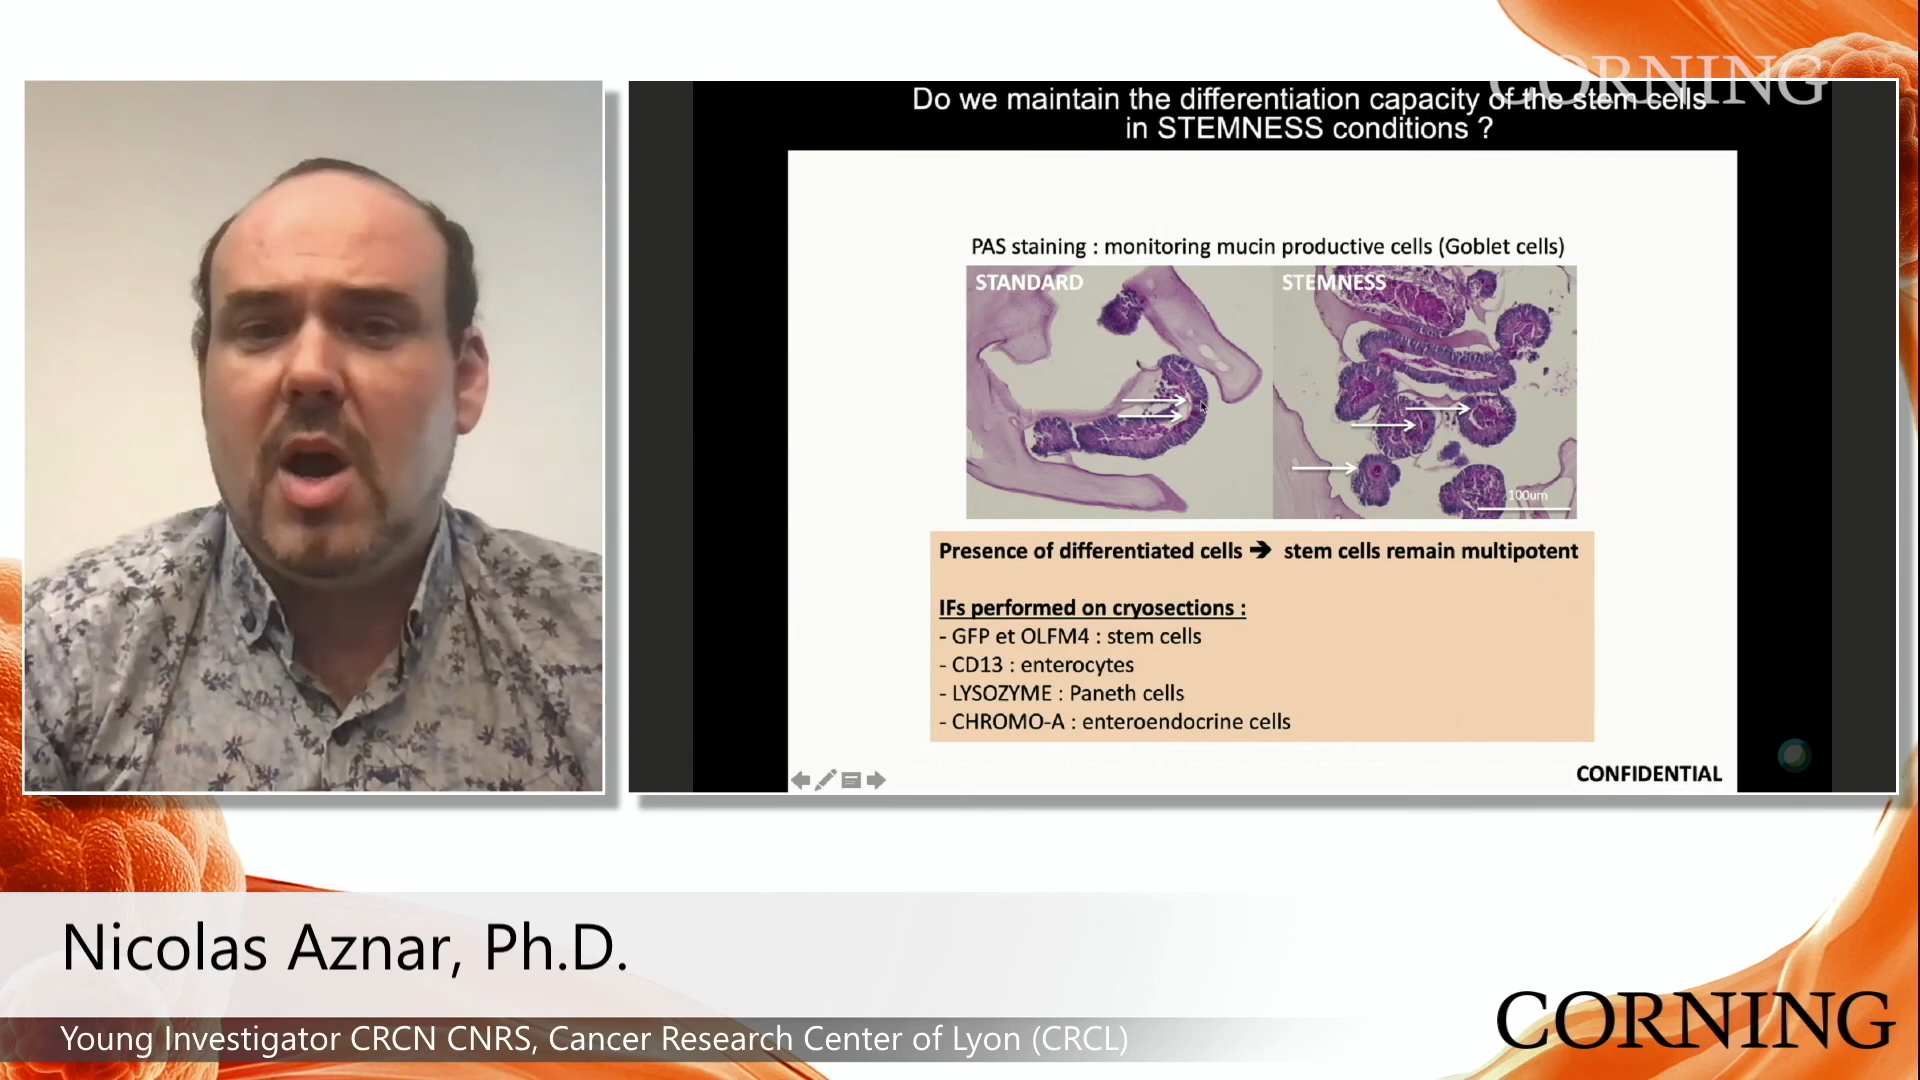 CORNING
Do we maintain the differentiation capacity of the stem cells
in STEMNESS conditions ?
PAS staining : monitoring mucin productive cells (Goblet cells)
STANDARD
STEMNESS
100um
Presence of differentiated cells ➔ stem cells remain multipotent
IFs performed on cryosections :
- GFP et OLFM4 : stem cells
- CD13 : enterocytes
- LYSOZYME : Paneth cells
- CHROMO-A : enteroendocrine cells
CONFIDENTIAL
Nicolas Aznar, Ph.D.
Young Investigator CRCN CNRS, Cancer Research Center of Lyon (CRCL)
CORNING